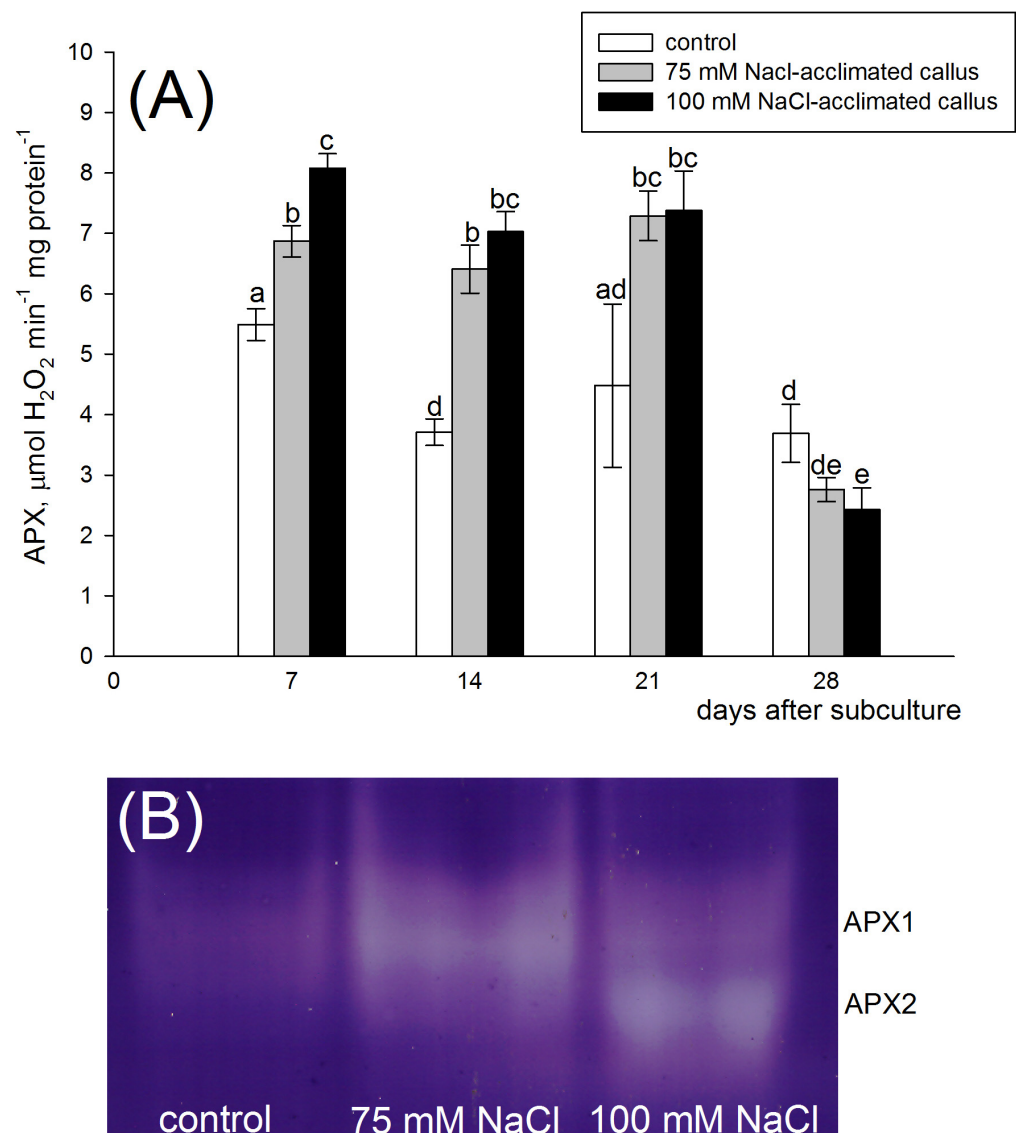 control
75 mM Nacl-acclimated callus
100 mM NaCl-acclimated callus
(A)
APX, μmol H₂O₂ min⁻¹ mg protein⁻¹
10
9
8
7
6
5
4
3
2
1
0
a
b
c
d
b
bc
ad
bc
bc
d
de
e
0 7 14 21 28
days after subculture
(B)
APX1
APX2
control 75 mM NaCl 100 mM NaCl